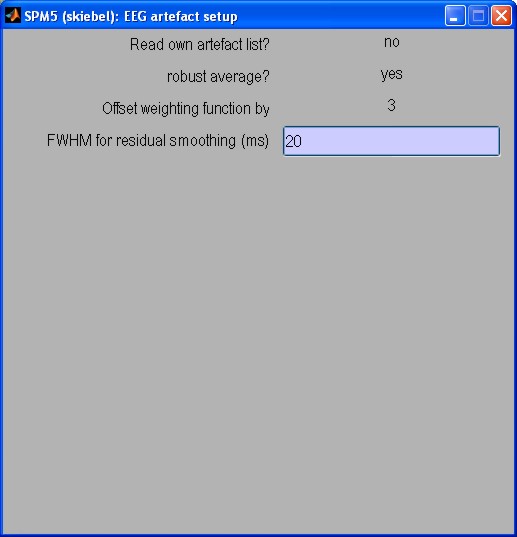 SPM5 (skiebel): EEG artefact setup
Read own artefact list? no
robust average? yes
Offset weighting function by 3
FWHM for residual smoothing (ms) 20